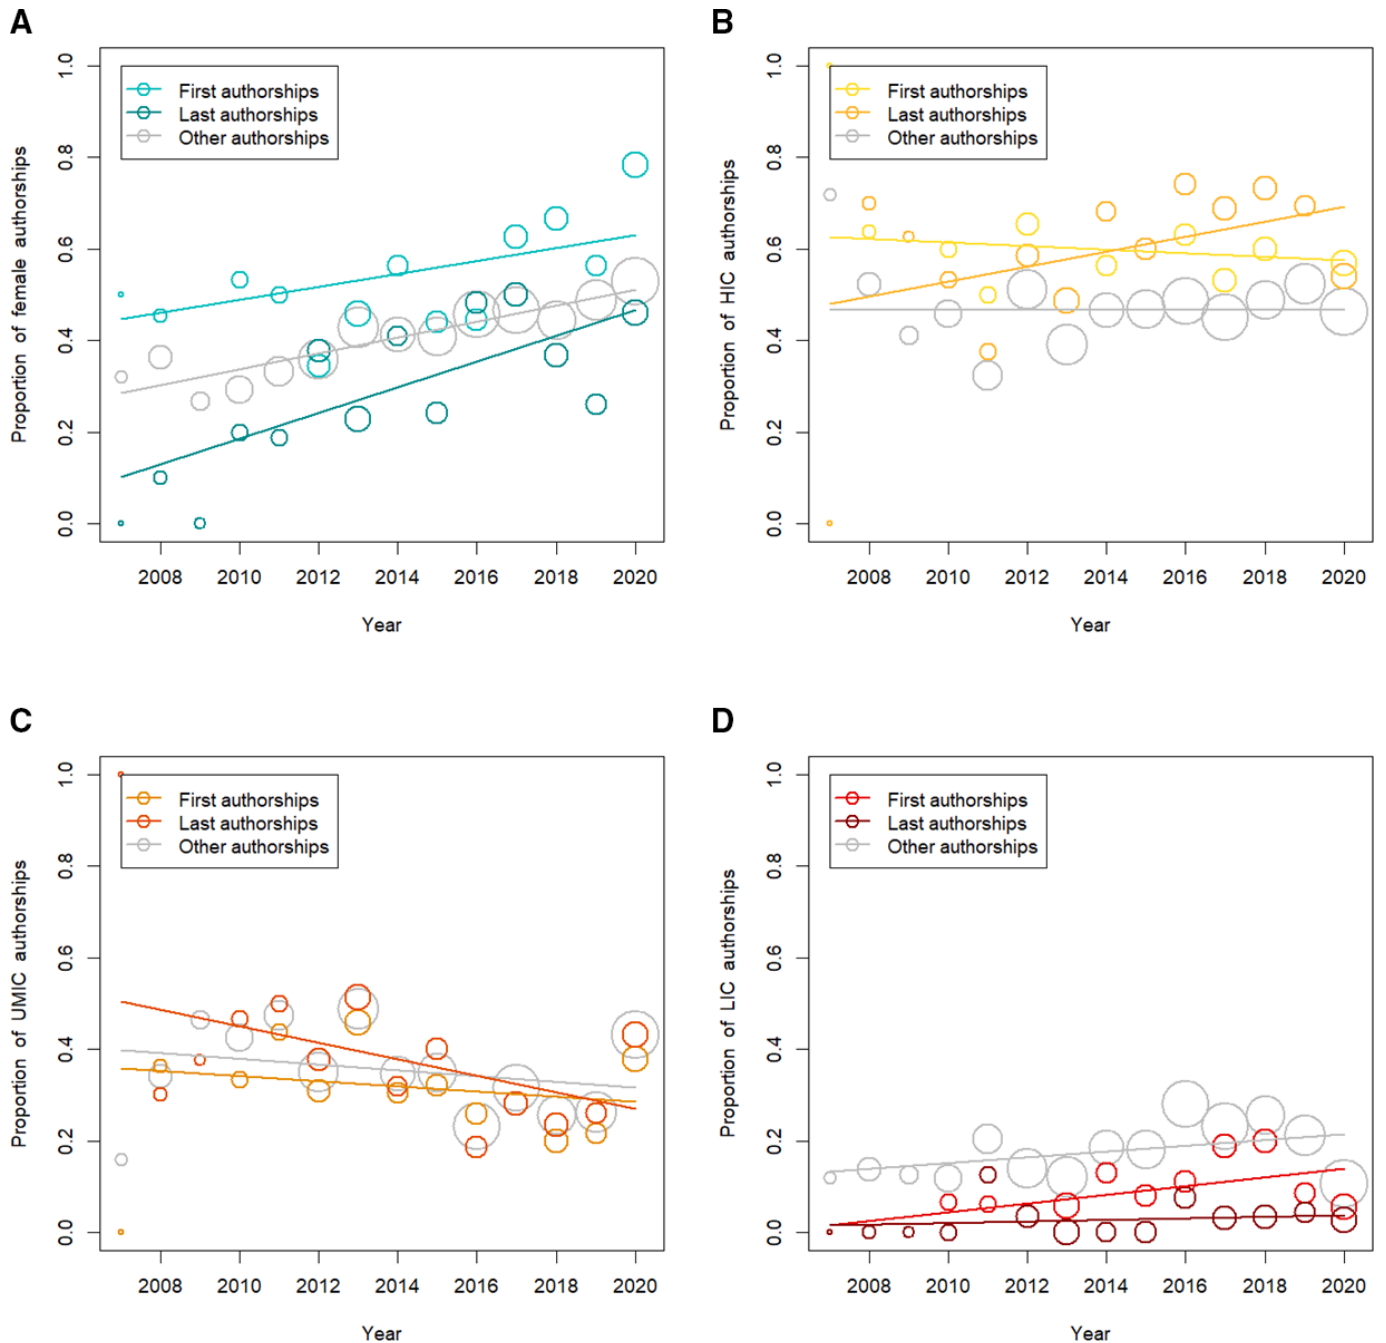 A
Proportion of female authorships
1.0
0.8
0.6
0.4
0.2
0.0
First authorships
Last authorships
Other authorships
2008 2010 2012 2014 2016 2018 2020
Year
B
Proportion of HIC authorships
1.0
0.8
0.6
0.4
0.2
0.0
First authorships
Last authorships
Other authorships
2008 2010 2012 2014 2016 2018 2020
Year
C
Proportion of UMIC authorships
1.0
0.8
0.6
0.4
0.2
0.0
First authorships
Last authorships
Other authorships
2008 2010 2012 2014 2016 2018 2020
Year
D
Proportion of LIC authorships
1.0
0.8
0.6
0.4
0.2
0.0
First authorships
Last authorships
Other authorships
2008 2010 2012 2014 2016 2018 2020
Year